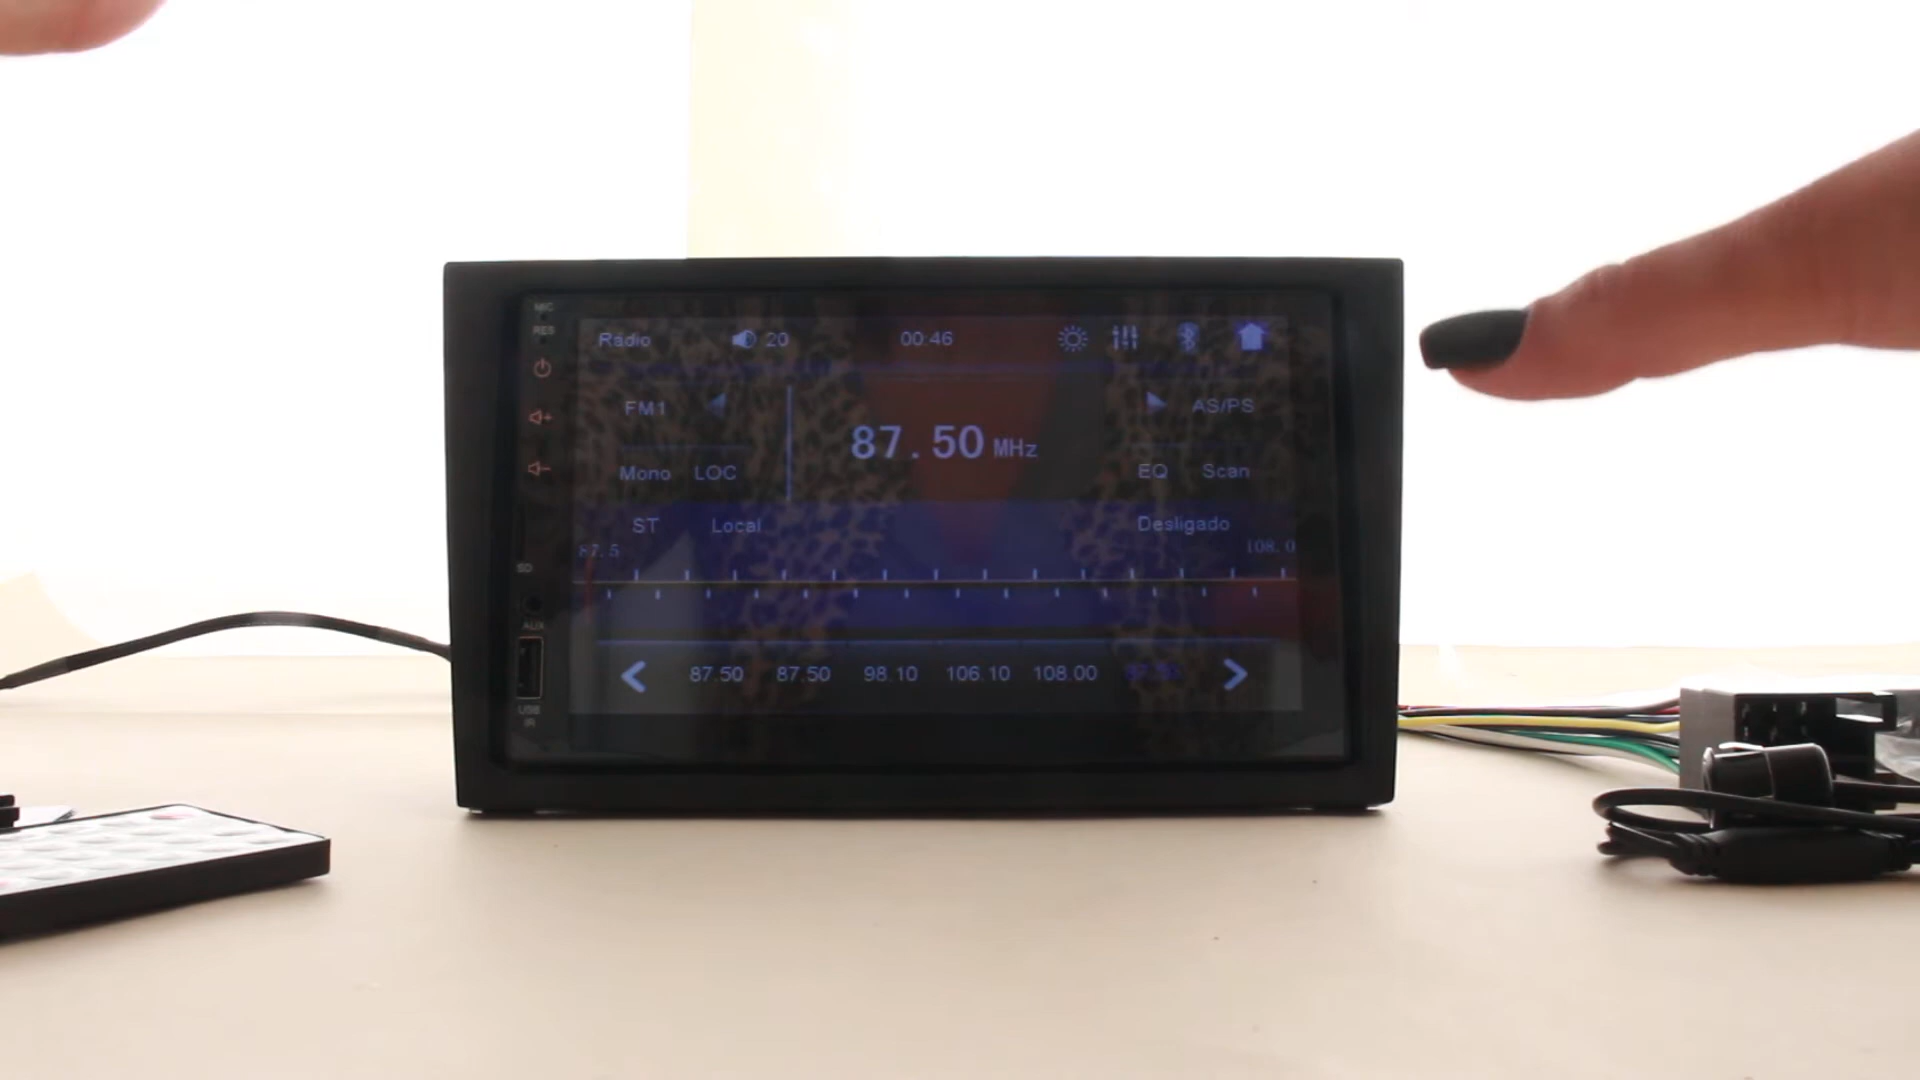 MIC
RES
Radio 20 00:46
FM1 AS/PS
87.50 MHz
Mono LOC EQ Scan
ST Local Desligado
87.5 108.0
SD
AUX
87.50 87.50 98.10 106.10 108.00
USB
IR